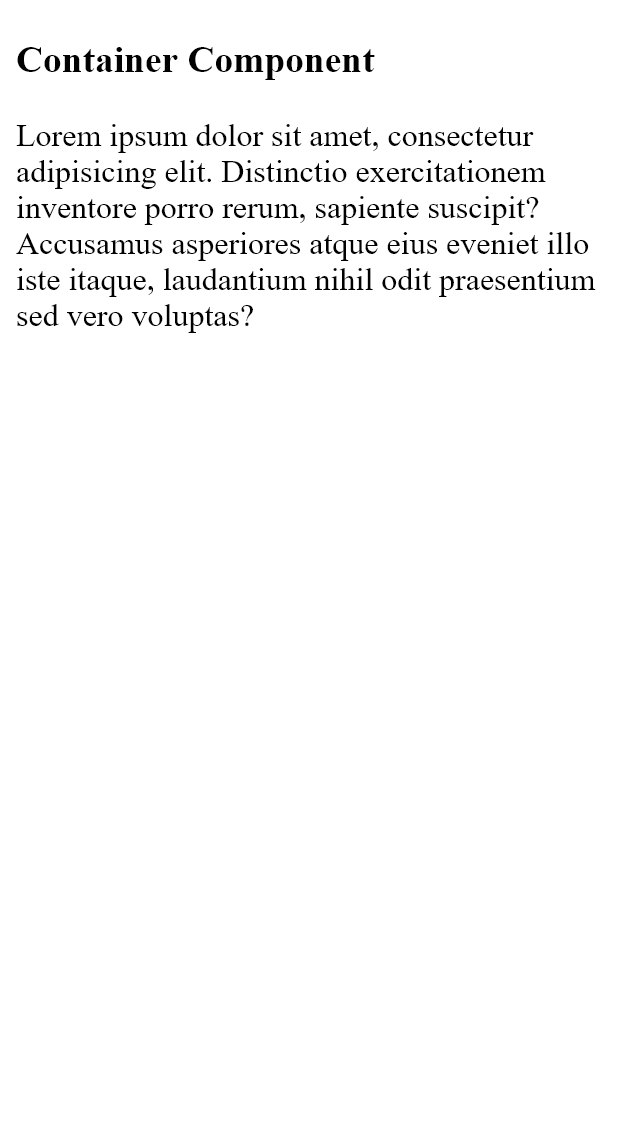 Container Component
Lorem ipsum dolor sit amet, consectetur
adipisicing elit. Distinctio exercitationem
inventore porro rerum, sapiente suscipit?
Accusamus asperiores atque eius eveniet illo
iste itaque, laudantium nihil odit praesentium
sed vero voluptas?